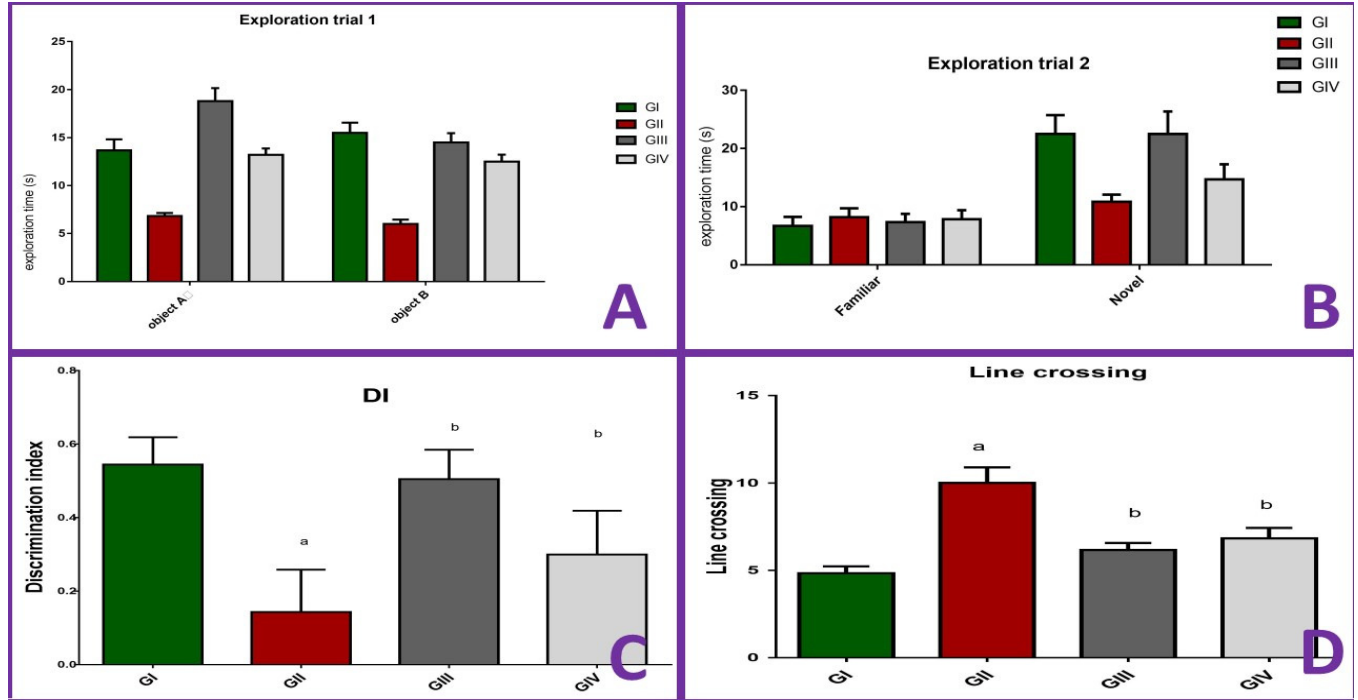 Exploration trial 1
exploration time (s)
25
20
15
10
5
0
object A□
object B
GI
GII
GIII
GIV
A
GI
GII
GIII
GIV
Exploration trial 2
exploration time (s)
30
20
10
0
Familiar
Novel
B
DI
Discrimination index
0.8
0.6
0.4
0.2
0.0
a
b
b
GI
GII
GIII
GIV
C
Line crossing
Line crossing
15
10
5
0
a
b
b
GI
GII
GIII
GIV
D